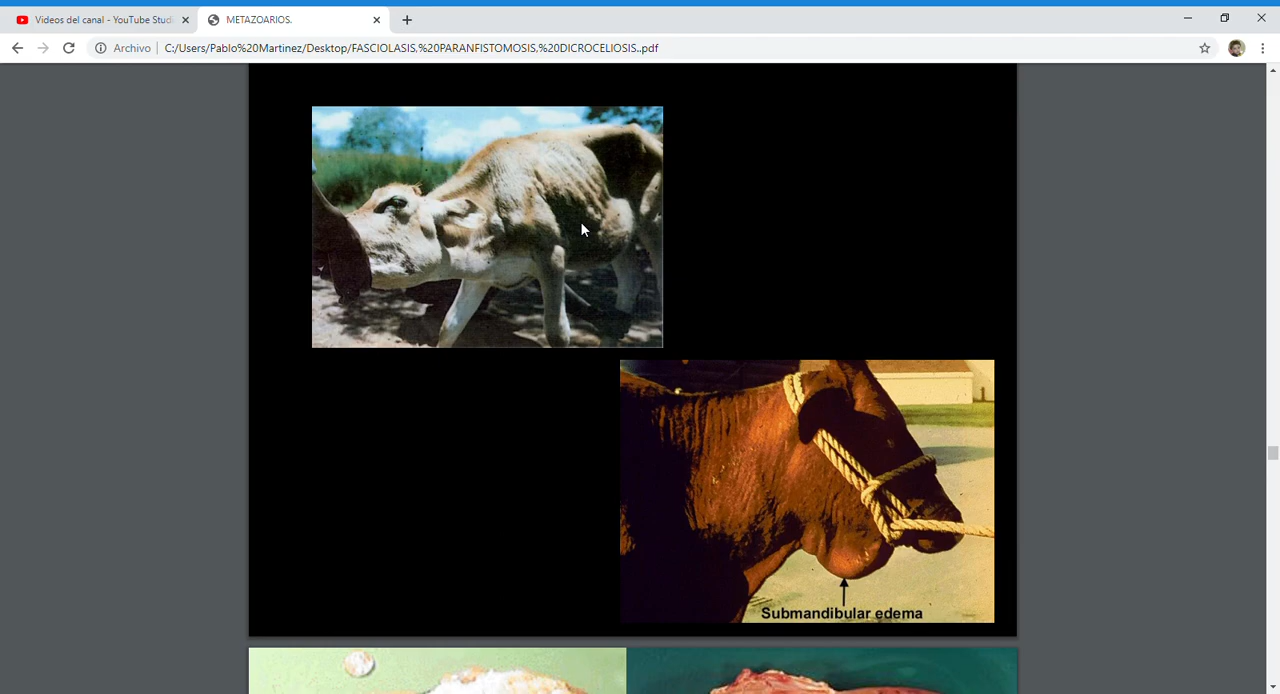 Videos del canal - YouTube Stud
METAZOARIOS.
Archivo
C:/Users/Pablo%20Martinez/Desktop/FASCIOLASIS,%20PARANFISTOMOSIS,%20DICROCELIOSIS..pdf
Submandibular edema